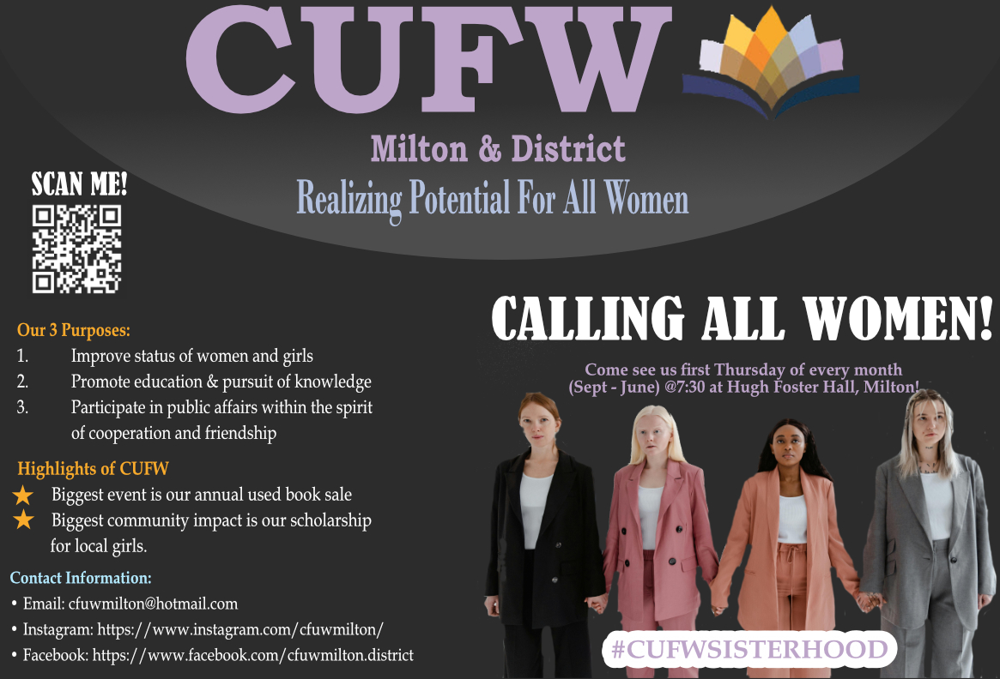 CUFW
Milton & District
Realizing Potential For All Women
SCAN ME!
Our 3 Purposes:
1. Improve status of women and girls
2. Promote education & pursuit of knowledge
3. Participate in public affairs within the spirit
of cooperation and friendship
Highlights of CUFW
Biggest event is our annual used book sale
Biggest community impact is our scholarship
for local girls.
Contact Information:
• Email: cfuwmilton@hotmail.com
• Instagram: https://www.instagram.com/cfuwmilton/
• Facebook: https://www.facebook.com/cfuwmilton.district
CALLING ALL WOMEN!
Come see us first Thursday of every month
(Sept - June) @7:30 at Hugh Foster Hall, Milton!
#CUFWSISTERHOOD